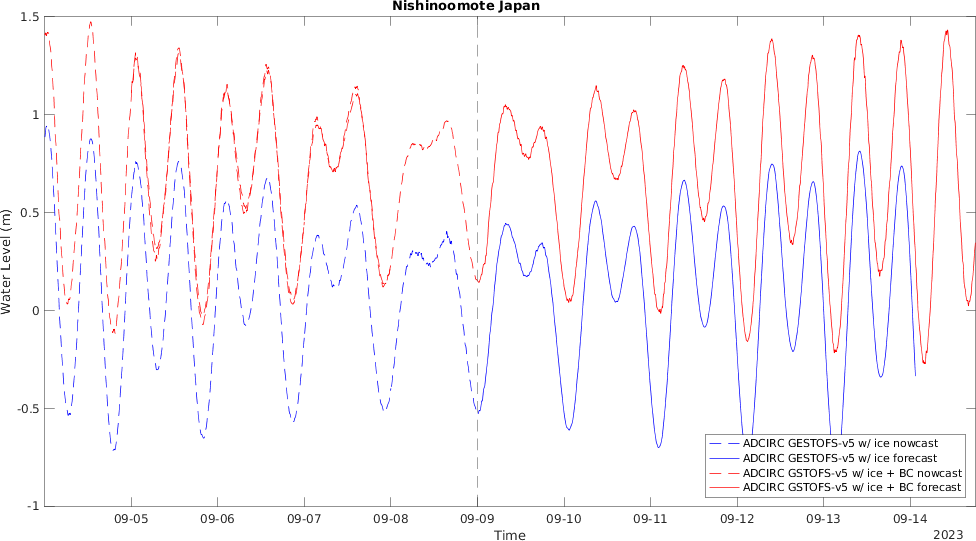 Nishinoomote Japan
1.5
1
0.5
0
-0.5
-1
Water Level (m)
ADCIRC GESTOFS-v5 w/ ice nowcast
ADCIRC GESTOFS-v5 w/ ice forecast
ADCIRC GSTOFS-v5 w/ ice + BC nowcast
ADCIRC GSTOFS-v5 w/ ice + BC forecast
09-05 09-06 09-07 09-08 09-09 09-10 09-11 09-12 09-13 09-14
Time
2023